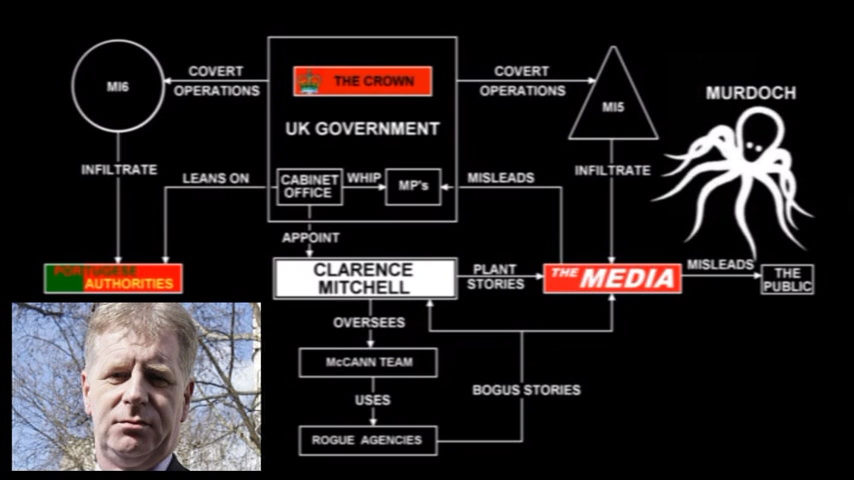 COVERT
OPERATIONS
MI6
THE CROWN
UK GOVERNMENT
COVERT
OPERATIONS
MI5
MURDOCH
INFILTRATE
LEANS ON
CABINET
OFFICE
WHIP
MP's
MISLEADS
INFILTRATE
APPOINT
PORTUGESE
AUTHORITIES
CLARENCE
MITCHELL
PLANT
STORIES
THE MEDIA
MISLEADS
THE
PUBLIC
OVERSEES
McCANN TEAM
USES
BOGUS STORIES
ROGUE AGENCIES